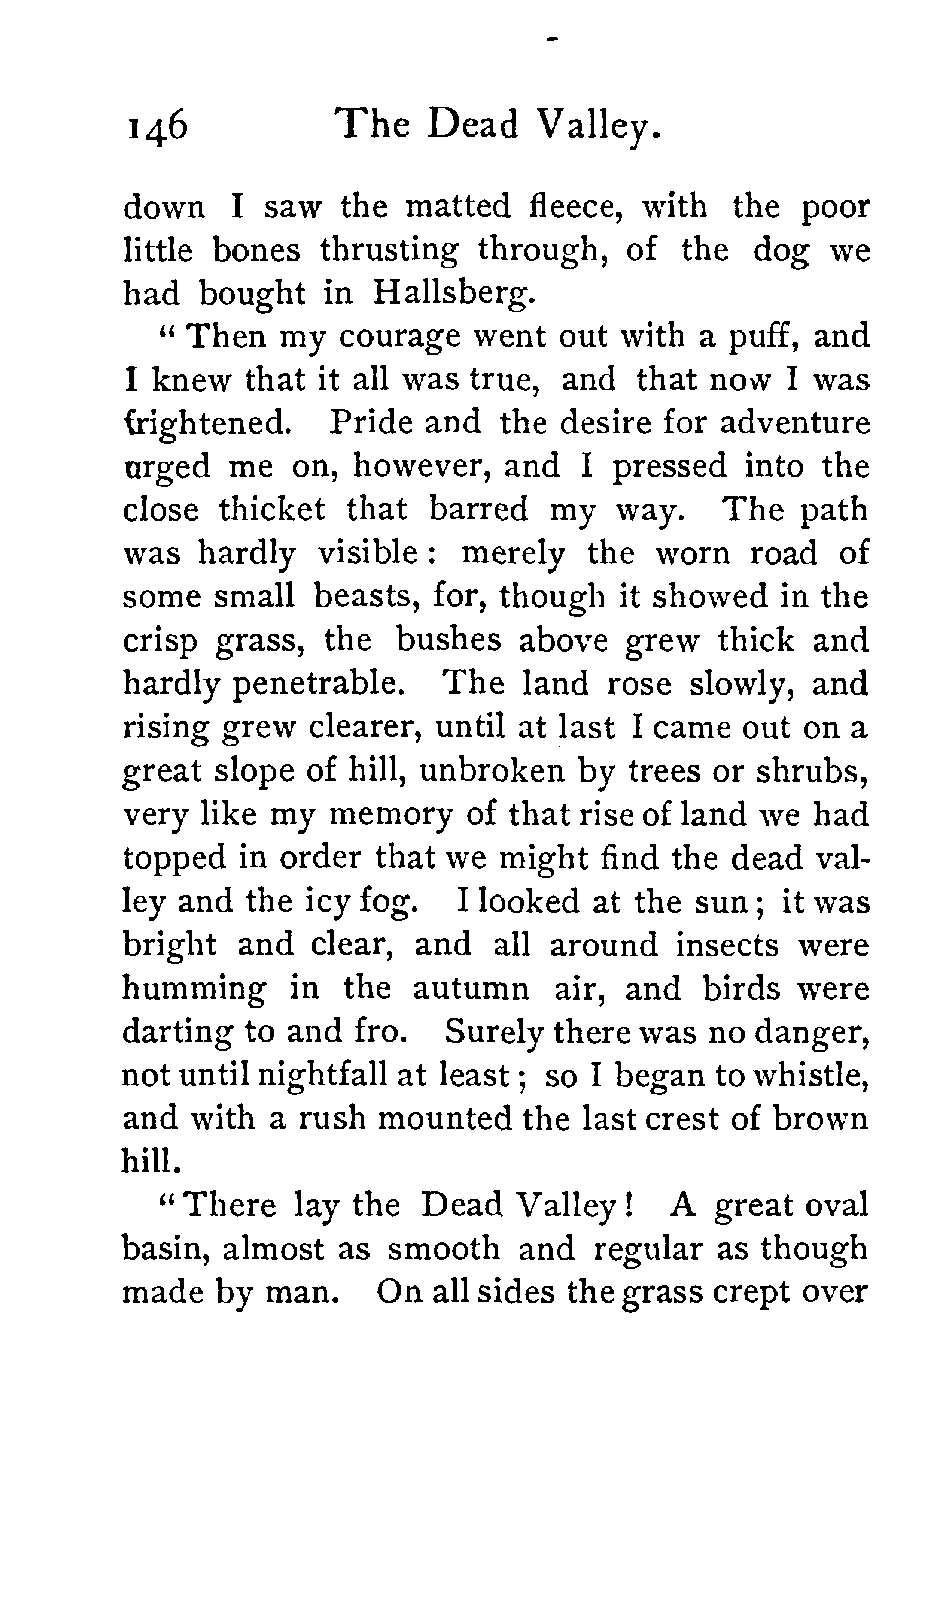 146 The Dead Valley.
down I saw the matted fleece, with the poor
little bones thrusting through, of the dog we
had bought in Hallsberg.
" Then my courage went out with a puff, and
I knew that it all was true, and that now I was
frightened. Pride and the desire for adventure
urged me on, however, and I pressed into the
close thicket that barred my way. The path
was hardly visible : merely the worn road of
some small beasts, for, though it showed in the
crisp grass, the bushes above grew thick and
hardly penetrable. The land rose slowly, and
rising grew clearer, until at last I came out on a
great slope of hill, unbroken by trees or shrubs,
very like my memory of that rise of land we had
topped in order that we might find the dead val-
ley and the icy fog. I looked at the sun ; it was
bright and clear, and all around insects were
humming in the autumn air, and birds were
darting to and fro. Surely there was no danger,
not until nightfall at least ; so I began to whistle,
and with a rush mounted the last crest of brown
hill.
" There lay the Dead Valley ! A great oval
basin, almost as smooth and regular as though
made by man. On all sides the grass crept over